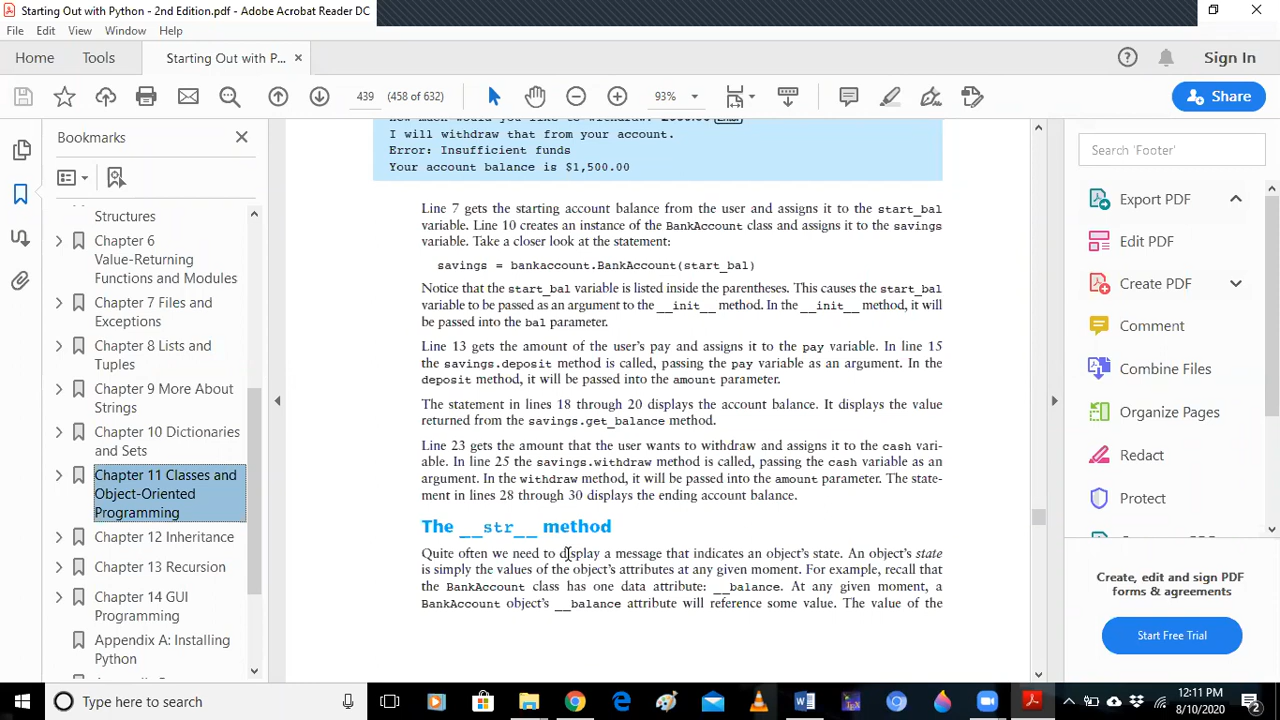 Starting Out with Python - 2nd Edition.pdf - Adobe Acrobat Reader DC
File Edit View Window Help
Home Tools Starting Out with P... × Sign In
439 (458 of 632) 93% Share
Bookmarks
Structures
Chapter 6
Value-Returning
Functions and Modules
Chapter 7 Files and
Exceptions
Chapter 8 Lists and
Tuples
Chapter 9 More About
Strings
Chapter 10 Dictionaries
and Sets
Chapter 11 Classes and
Object-Oriented
Programming
Chapter 12 Inheritance
Chapter 13 Recursion
Chapter 14 GUI
Programming
Appendix A: Installing
Python
How much would you like to withdraw?
I will withdraw that from your account.
Error: Insufficient funds
Your account balance is $1,500.00
Line 7 gets the starting account balance from the user and assigns it to the start_bal
variable. Line 10 creates an instance of the BankAccount class and assigns it to the savings
variable. Take a closer look at the statement:
savings = bankaccount.BankAccount(start_bal)
Notice that the start_bal variable is listed inside the parentheses. This causes the start_bal
variable to be passed as an argument to the __init__ method. In the __init__ method, it will
be passed into the bal parameter.
Line 13 gets the amount of the user's pay and assigns it to the pay variable. In line 15
the savings.deposit method is called, passing the pay variable as an argument. In the
deposit method, it will be passed into the amount parameter.
The statement in lines 18 through 20 displays the account balance. It displays the value
returned from the savings.get_balance method.
Line 23 gets the amount that the user wants to withdraw and assigns it to the cash vari-
able. In line 25 the savings.withdraw method is called, passing the cash variable as an
argument. In the withdraw method, it will be passed into the amount parameter. The state-
ment in lines 28 through 30 displays the ending account balance.
The __str__ method
Quite often we need to display a message that indicates an object's state. An object's state
is simply the values of the object's attributes at any given moment. For example, recall that
the BankAccount class has one data attribute: __balance. At any given moment, a
BankAccount object's __balance attribute will reference some value. The value of the
Search 'Footer'
Export PDF
Edit PDF
Create PDF
Comment
Combine Files
Organize Pages
Redact
Protect
Create, edit and sign PDF
forms & agreements
Start Free Trial
Type here to search
12:11 PM
8/10/2020
2